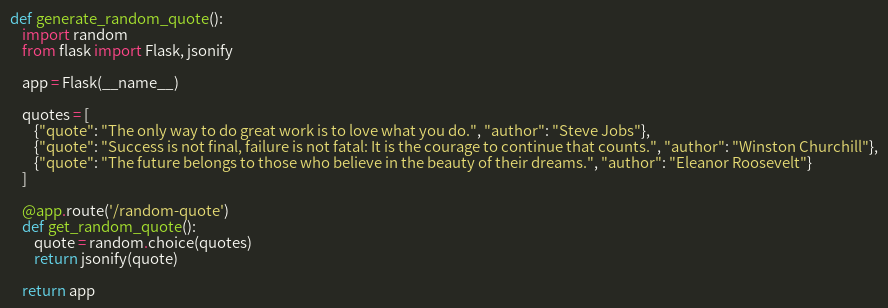 def generate_random_quote():
    import random
    from flask import Flask, jsonify

    app = Flask(__name__)

    quotes = [
        {"quote": "The only way to do great work is to love what you do.", "author": "Steve Jobs"},
        {"quote": "Success is not final, failure is not fatal: It is the courage to continue that counts.", "author": "Winston Churchill"},
        {"quote": "The future belongs to those who believe in the beauty of their dreams.", "author": "Eleanor Roosevelt"}
    ]

    @app.route('/random-quote')
    def get_random_quote():
        quote = random.choice(quotes)
        return jsonify(quote)

    return app